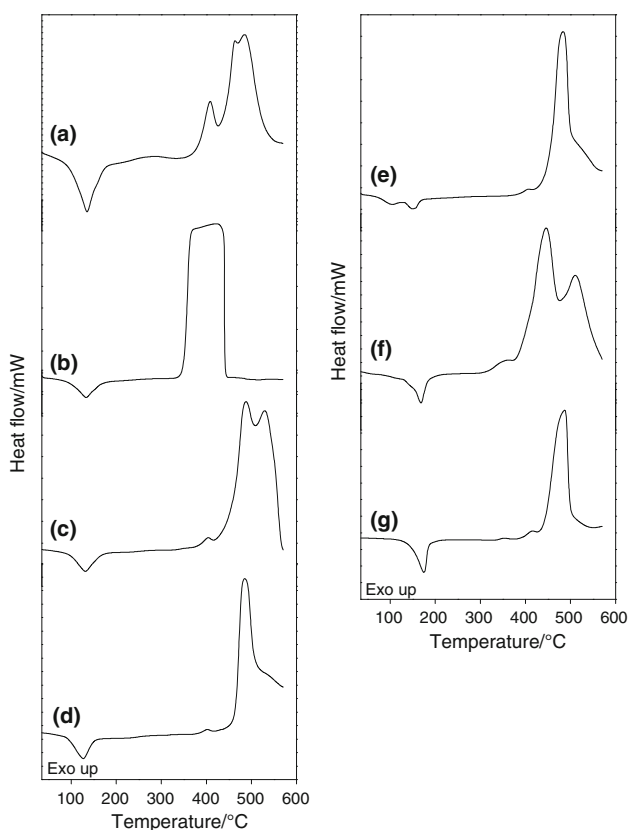 (a)
(b)
(c)
(d)
Heat flow/mW
Exo up
100 200 300 400 500 600
Temperature/°C
(e)
(f)
(g)
Heat flow/mW
Exo up
100 200 300 400 500 600
Temperature/°C